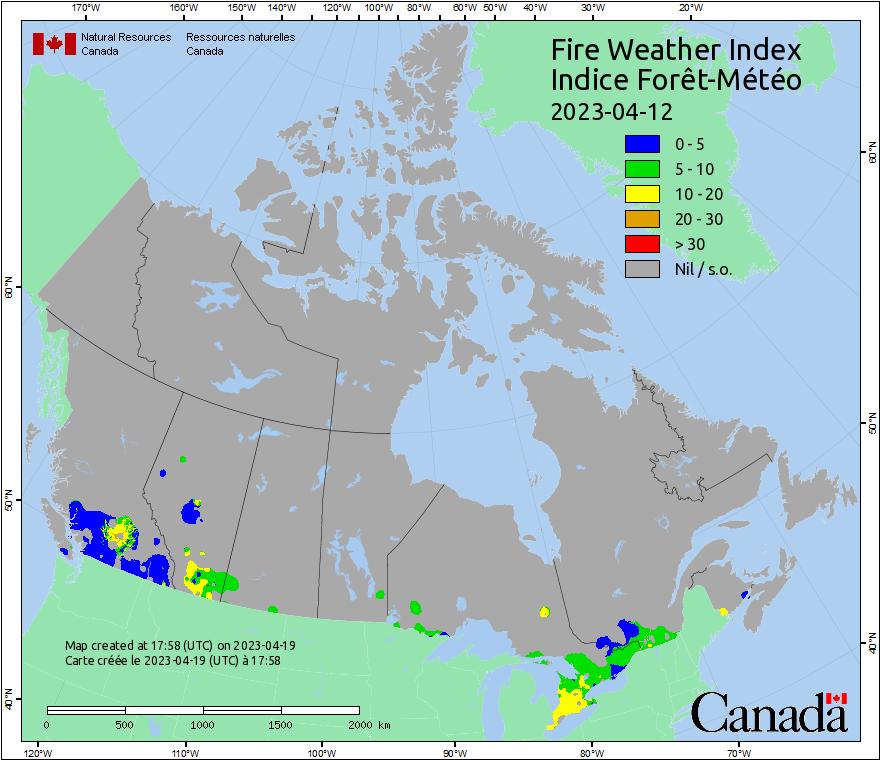 170°W 160°W 150°W 140°W 130°W 120°W 110°W 100°W 90°W 80°W 70°W 60°W 50°W 40°W 30°W 20°W
Natural Resources Ressources naturelles
Canada Canada
Fire Weather Index
Indice Forêt-Météo
2023-04-12
0 - 5
5 - 10
10 - 20
20 - 30
> 30
Nil / s.o.
60°N
60°N
50°N
50°N
40°N
40°N
Map created at 17:58 (UTC) on 2023-04-19
Carte créée le 2023-04-19 (UTC) à 17:58
0 500 1000 1500 2000 km
Canada
120°W 110°W 100°W 90°W 80°W 70°W